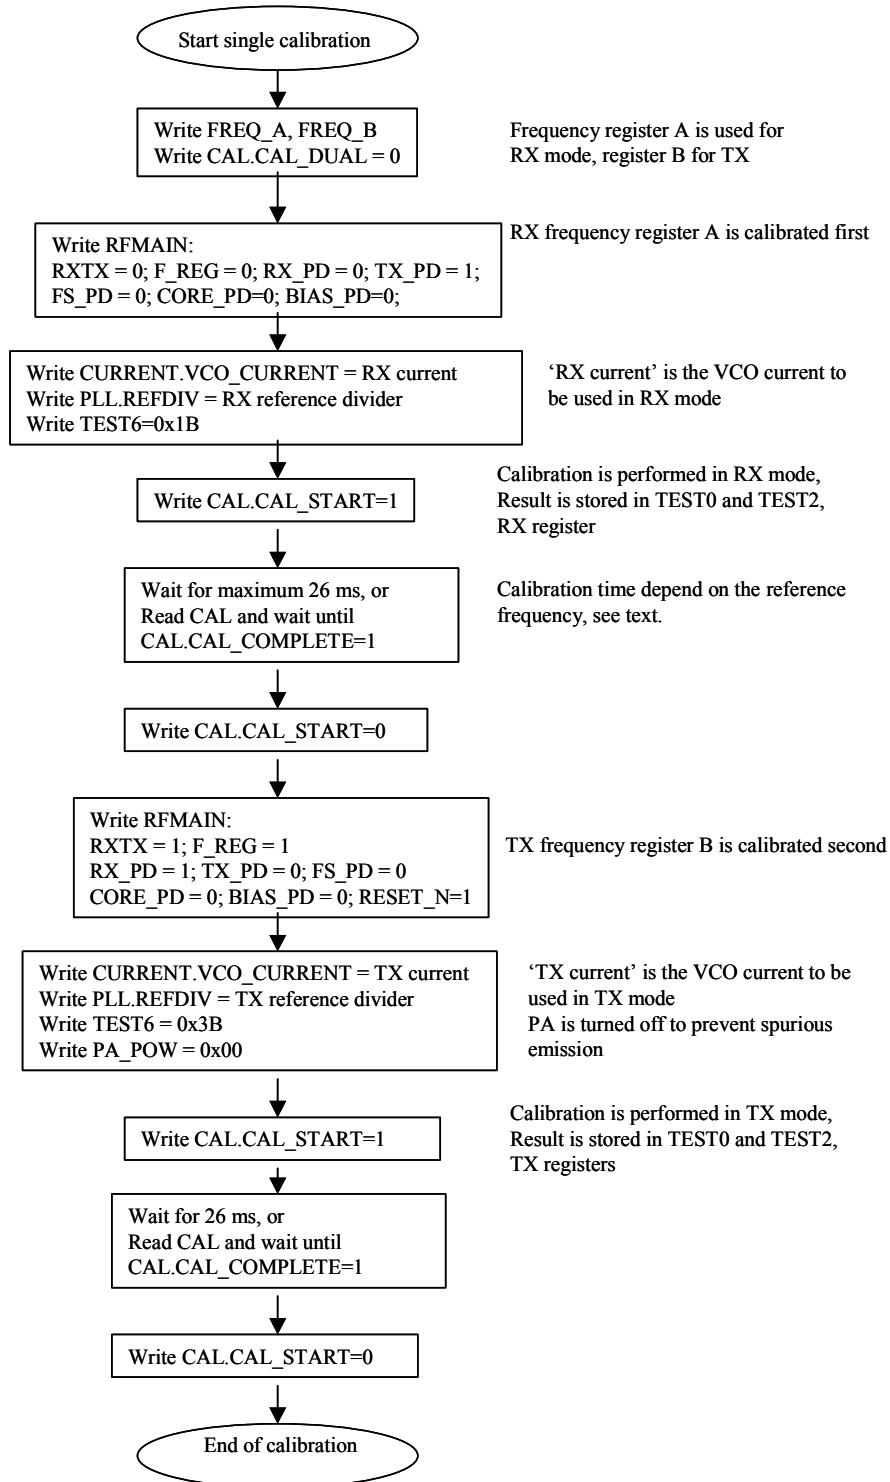 Start single calibration
Write FREQ_A, FREQ_B
Write CAL.CAL_DUAL = 0
Frequency register A is used for
RX mode, register B for TX
Write RFMAIN:
RXTX = 0; F_REG = 0; RX_PD = 0; TX_PD = 1;
FS_PD = 0; CORE_PD=0; BIAS_PD=0;
RX frequency register A is calibrated first
Write CURRENT.VCO_CURRENT = RX current
Write PLL.REFDIV = RX reference divider
Write TEST6=0x1B
‘RX current’ is the VCO current to
be used in RX mode
Write CAL.CAL_START=1
Calibration is performed in RX mode,
Result is stored in TEST0 and TEST2,
RX register
Wait for maximum 26 ms, or
Read CAL and wait until
CAL.CAL_COMPLETE=1
Calibration time depend on the reference
frequency, see text.
Write CAL.CAL_START=0
Write RFMAIN:
RXTX = 1; F_REG = 1
RX_PD = 1; TX_PD = 0; FS_PD = 0
CORE_PD = 0; BIAS_PD = 0; RESET_N=1
TX frequency register B is calibrated second
Write CURRENT.VCO_CURRENT = TX current
Write PLL.REFDIV = TX reference divider
Write TEST6 = 0x3B
Write PA_POW = 0x00
‘TX current’ is the VCO current to be
used in TX mode
PA is turned off to prevent spurious
emission
Write CAL.CAL_START=1
Calibration is performed in TX mode,
Result is stored in TEST0 and TEST2,
TX registers
Wait for 26 ms, or
Read CAL and wait until
CAL.CAL_COMPLETE=1
Write CAL.CAL_START=0
End of calibration